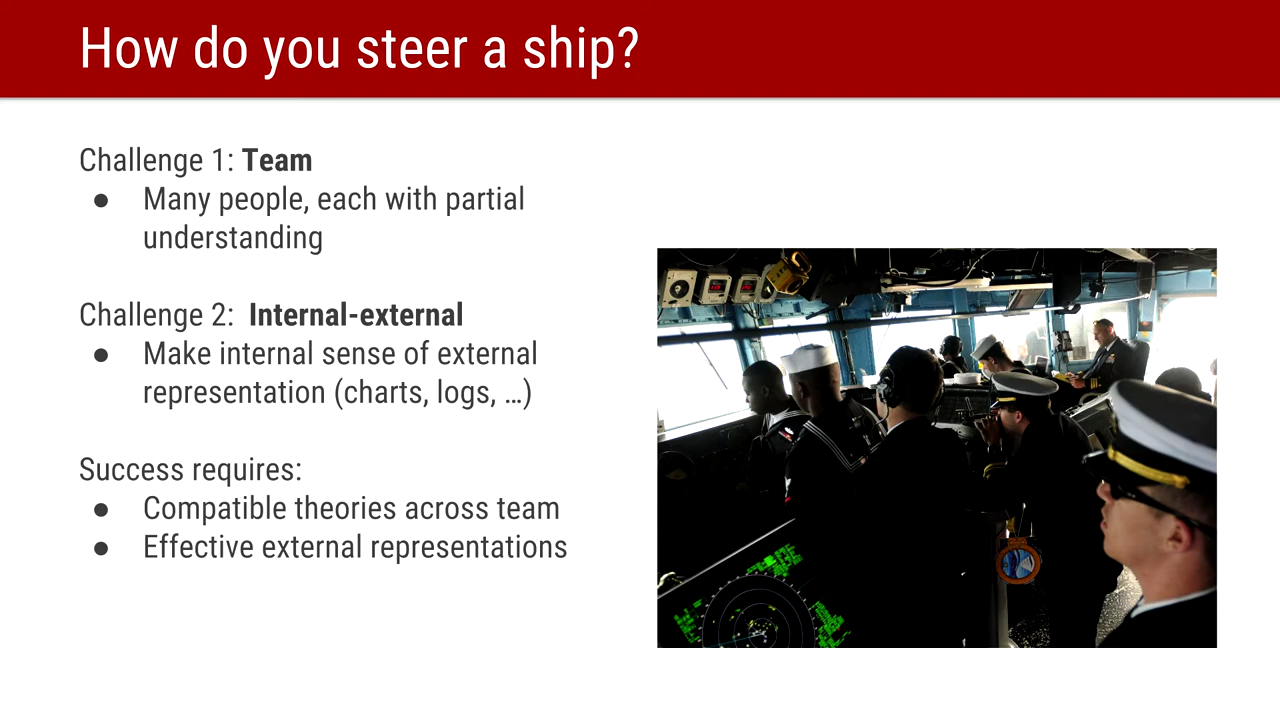 How do you steer a ship?
Challenge 1: Team
● Many people, each with partial
understanding
Challenge 2:  Internal-external
● Make internal sense of external
representation (charts, logs, …)
Success requires:
● Compatible theories across team
● Effective external representations